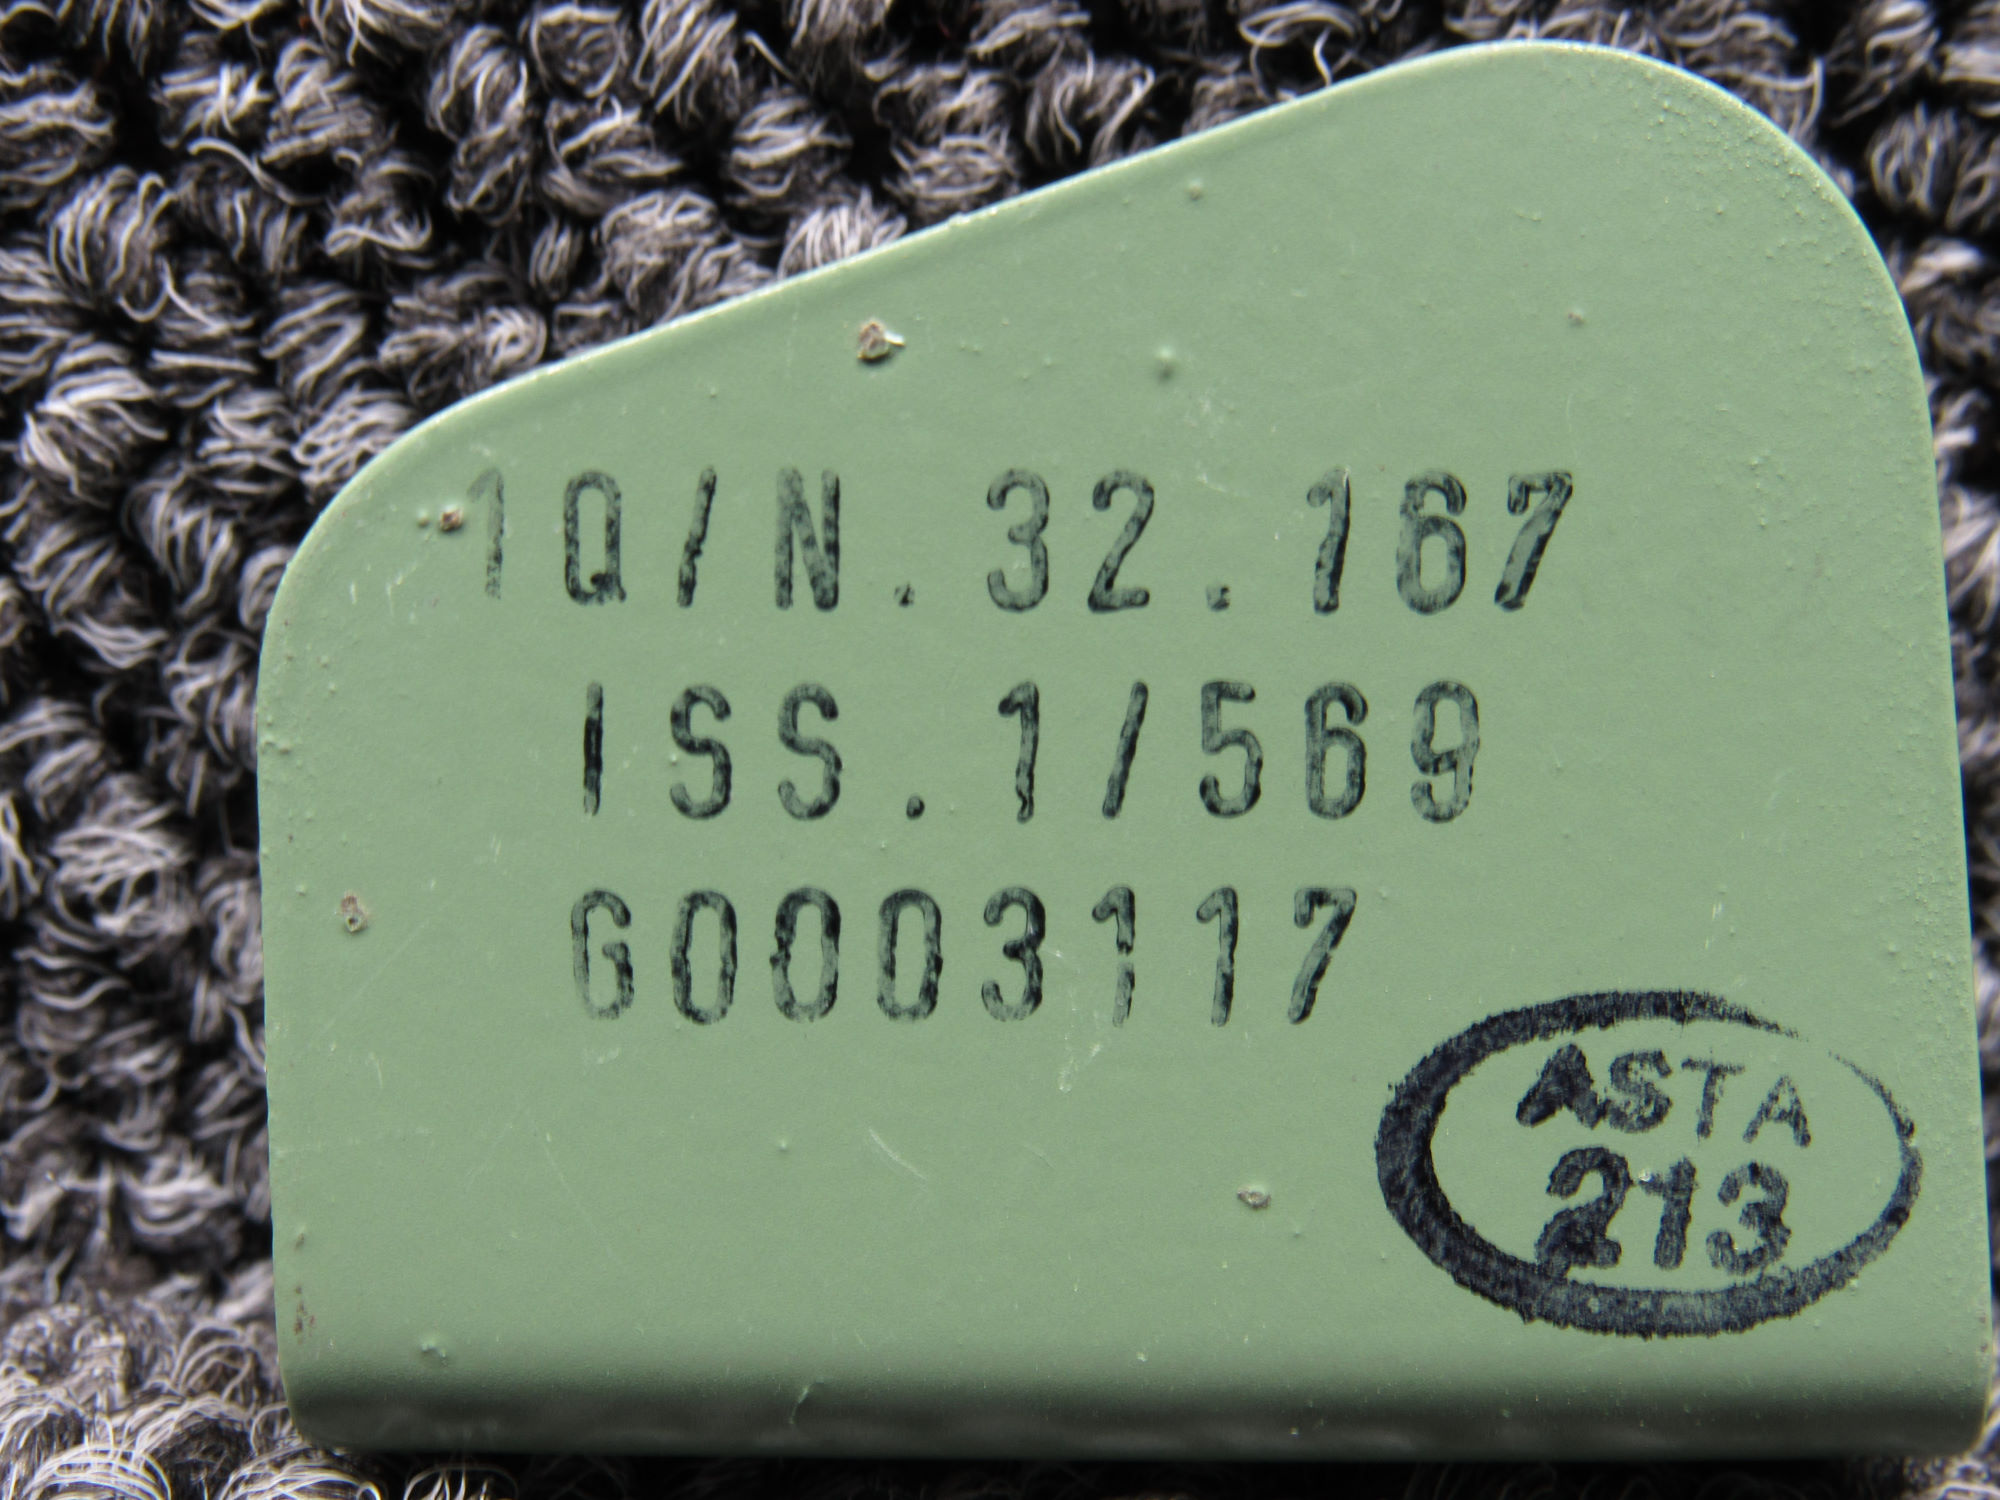 1Q/N.32.167
ISS.1/569
G0003117
ASTA
213